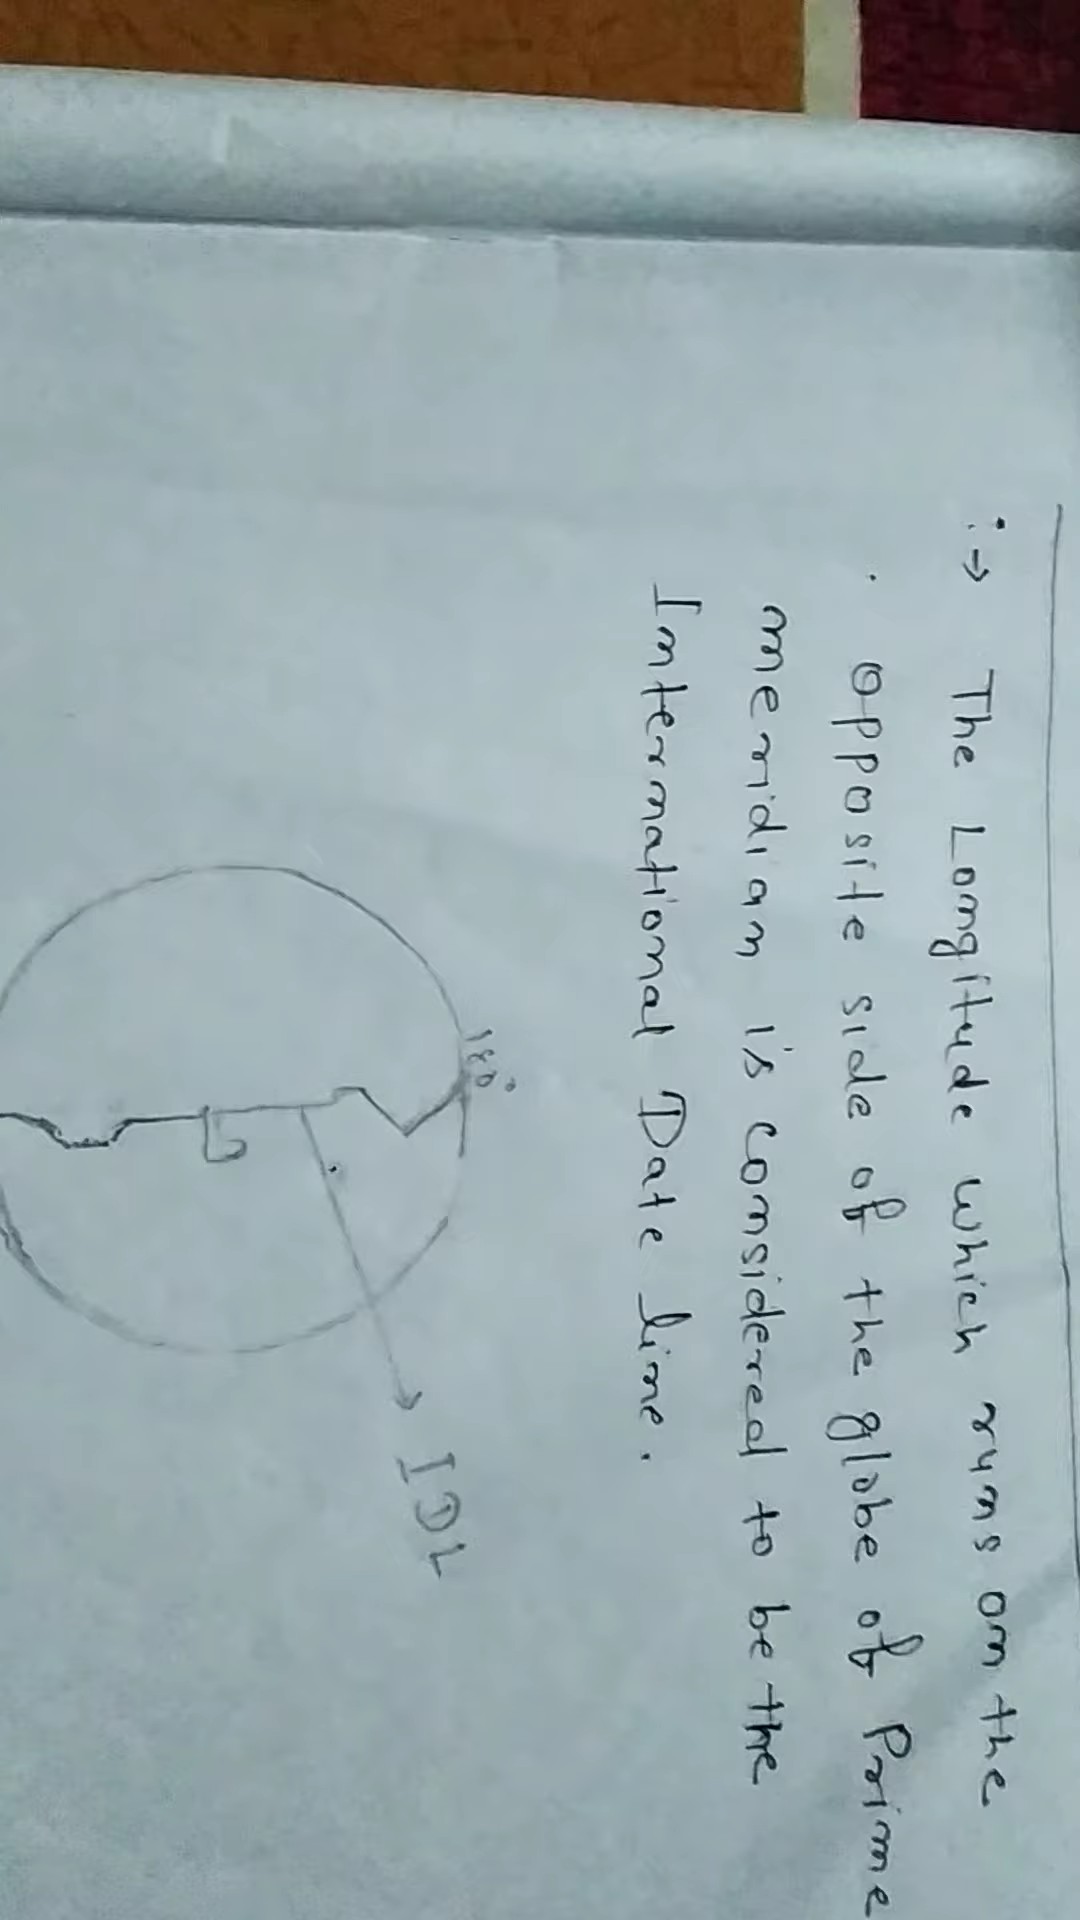 :→ The Longitude which runs on the
opposite side of the globe of Prime
meridian is considered to be the
International Date line.
180°
IDL